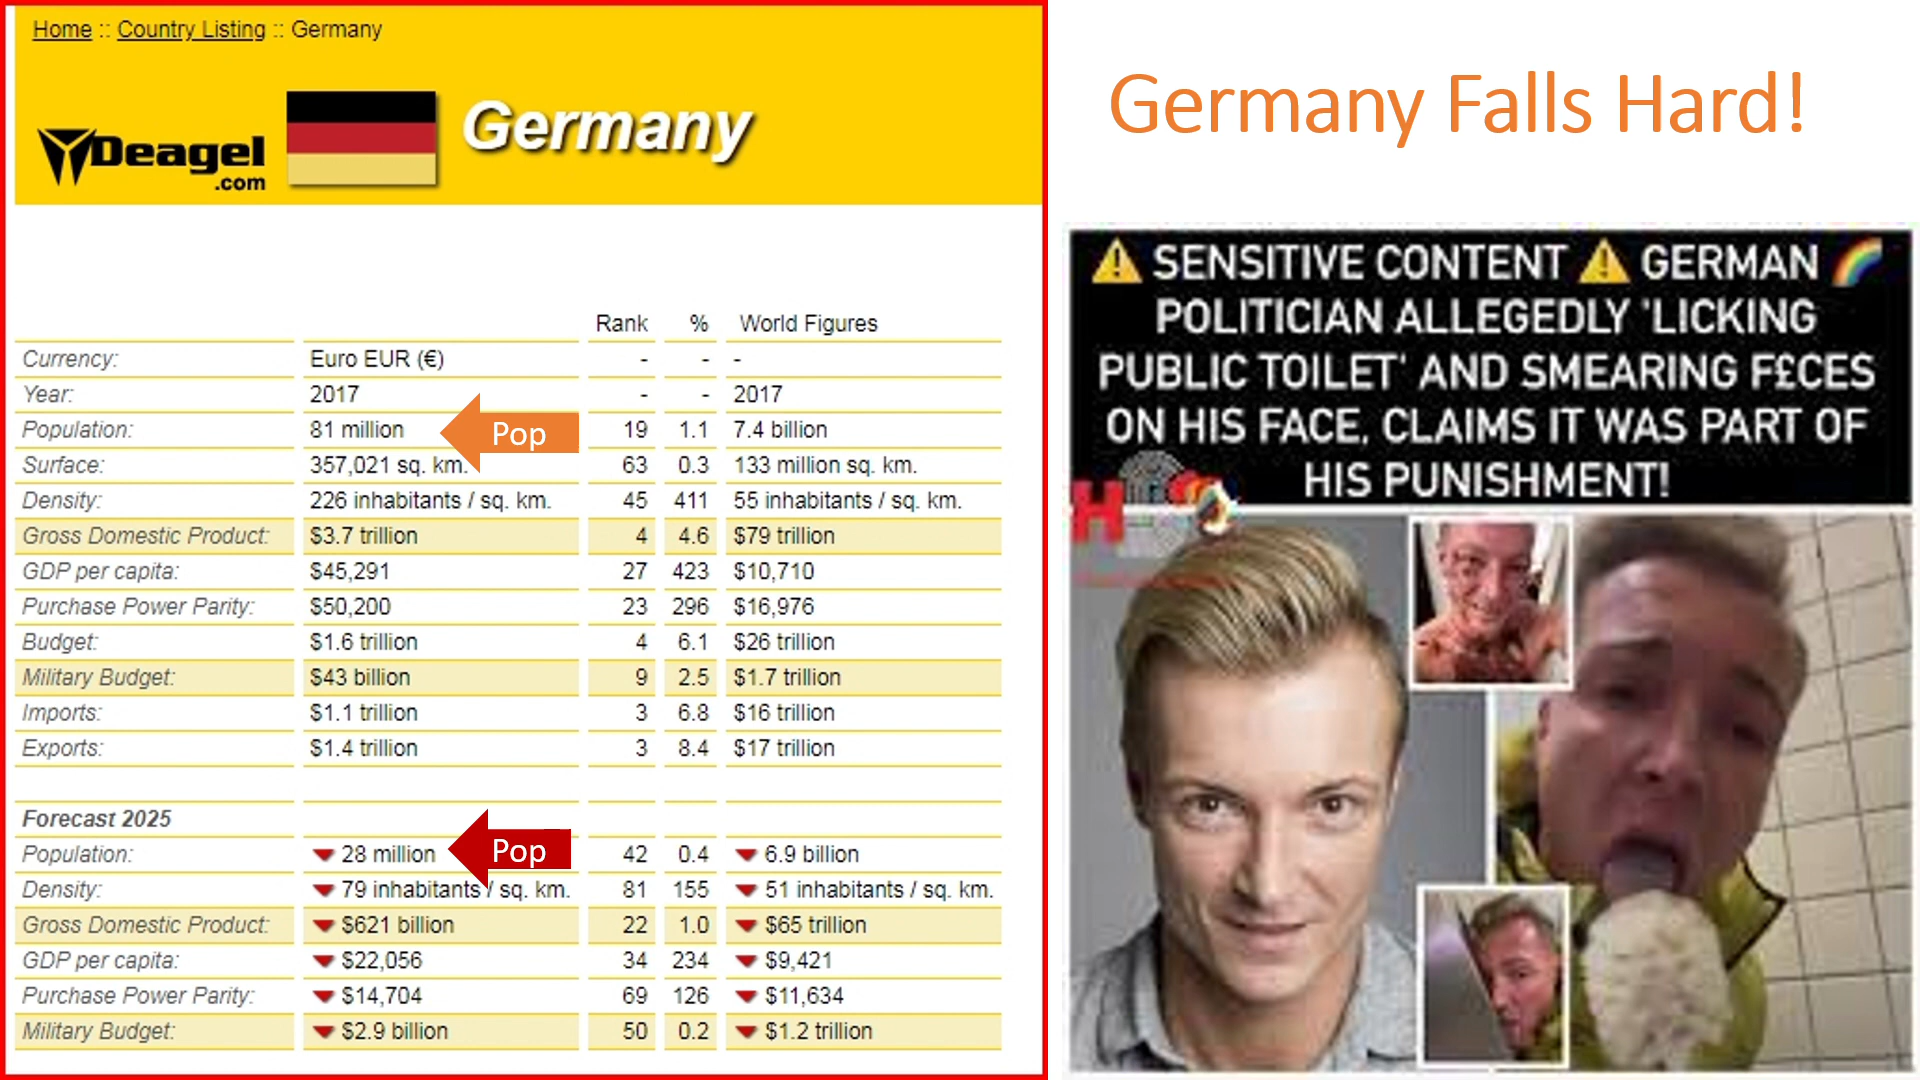 Home :: Country Listing :: Germany
Deagel
.com
Germany
Rank % World Figures
Currency: Euro EUR (€) - - -
Year: 2017 - - 2017
Population: 81 million 19 1.1 7.4 billion
Pop
Surface: 357,021 sq. km. 63 0.3 133 million sq. km.
Density: 226 inhabitants / sq. km. 45 411 55 inhabitants / sq. km.
Gross Domestic Product: $3.7 trillion 4 4.6 $79 trillion
GDP per capita: $45,291 27 423 $10,710
Purchase Power Parity: $50,200 23 296 $16,976
Budget: $1.6 trillion 4 6.1 $26 trillion
Military Budget: $43 billion 9 2.5 $1.7 trillion
Imports: $1.1 trillion 3 6.8 $16 trillion
Exports: $1.4 trillion 3 8.4 $17 trillion
Forecast 2025
Population: 28 million 42 0.4 6.9 billion
Pop
Density: 79 inhabitants / sq. km. 81 155 51 inhabitants / sq. km.
Gross Domestic Product: $621 billion 22 1.0 $65 trillion
GDP per capita: $22,056 34 234 $9,421
Purchase Power Parity: $14,704 69 126 $11,634
Military Budget: $2.9 billion 50 0.2 $1.2 trillion
Germany Falls Hard!
⚠ SENSITIVE CONTENT ⚠ GERMAN 🌈
POLITICIAN ALLEGEDLY 'LICKING
PUBLIC TOILET' AND SMEARING F£CES
ON HIS FACE, CLAIMS IT WAS PART OF
HIS PUNISHMENT!
H